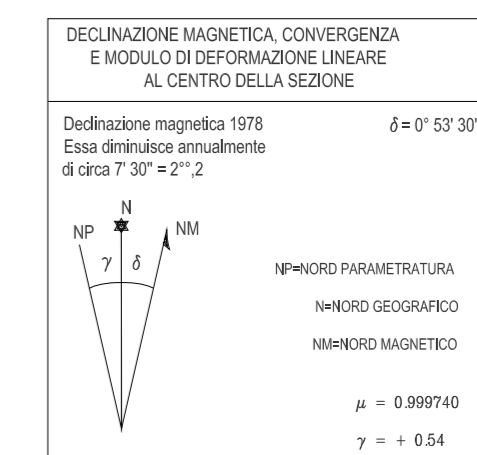 DECLINAZIONE MAGNETICA, CONVERGENZA
E MODULO DI DEFORMAZIONE LINEARE
AL CENTRO DELLA SEZIONE
Declinazione magnetica 1978 δ = 0° 53' 30"
Essa diminuisce annualmente
di circa 7' 30" = 2°°,2
N
NP NM
γ δ
NP=NORD PARAMETRATURA
N=NORD GEOGRAFICO
NM=NORD MAGNETICO
μ = 0.999740
γ = + 0.54